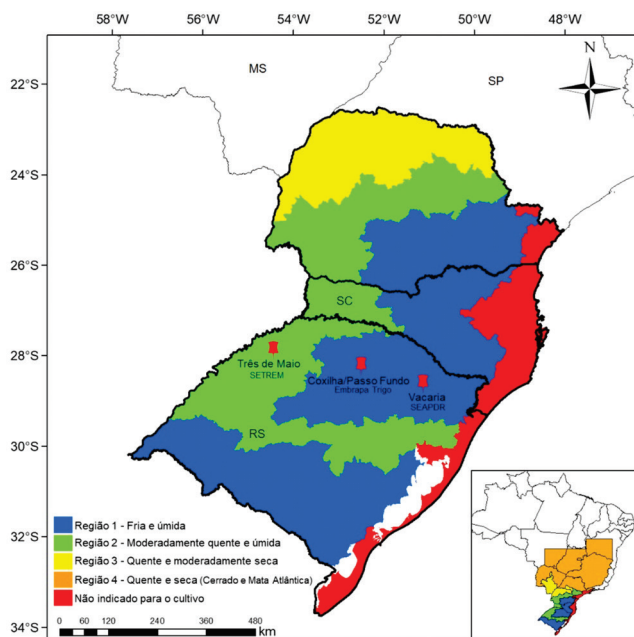 56°W 54°W 52°W 50°W 48°W
20°S
N
MS
SP
22°S
24°S
26°S
SC
28°S
Três de Maio
SETREM
Coxilha/Passo Fundo
Embrapa Trigo
Vacaria
SEAPDR
RS
30°S
32°S
34°S
Região 1 - Fria e úmida
Região 2 - Moderadamente quente e úmida
Região 3 - Quente e moderadamente seca
Região 4 - Quente e seca (Cerrado e Mata Atlântica)
Não indicado para o cultivo
0 60 120 240 360 480
km